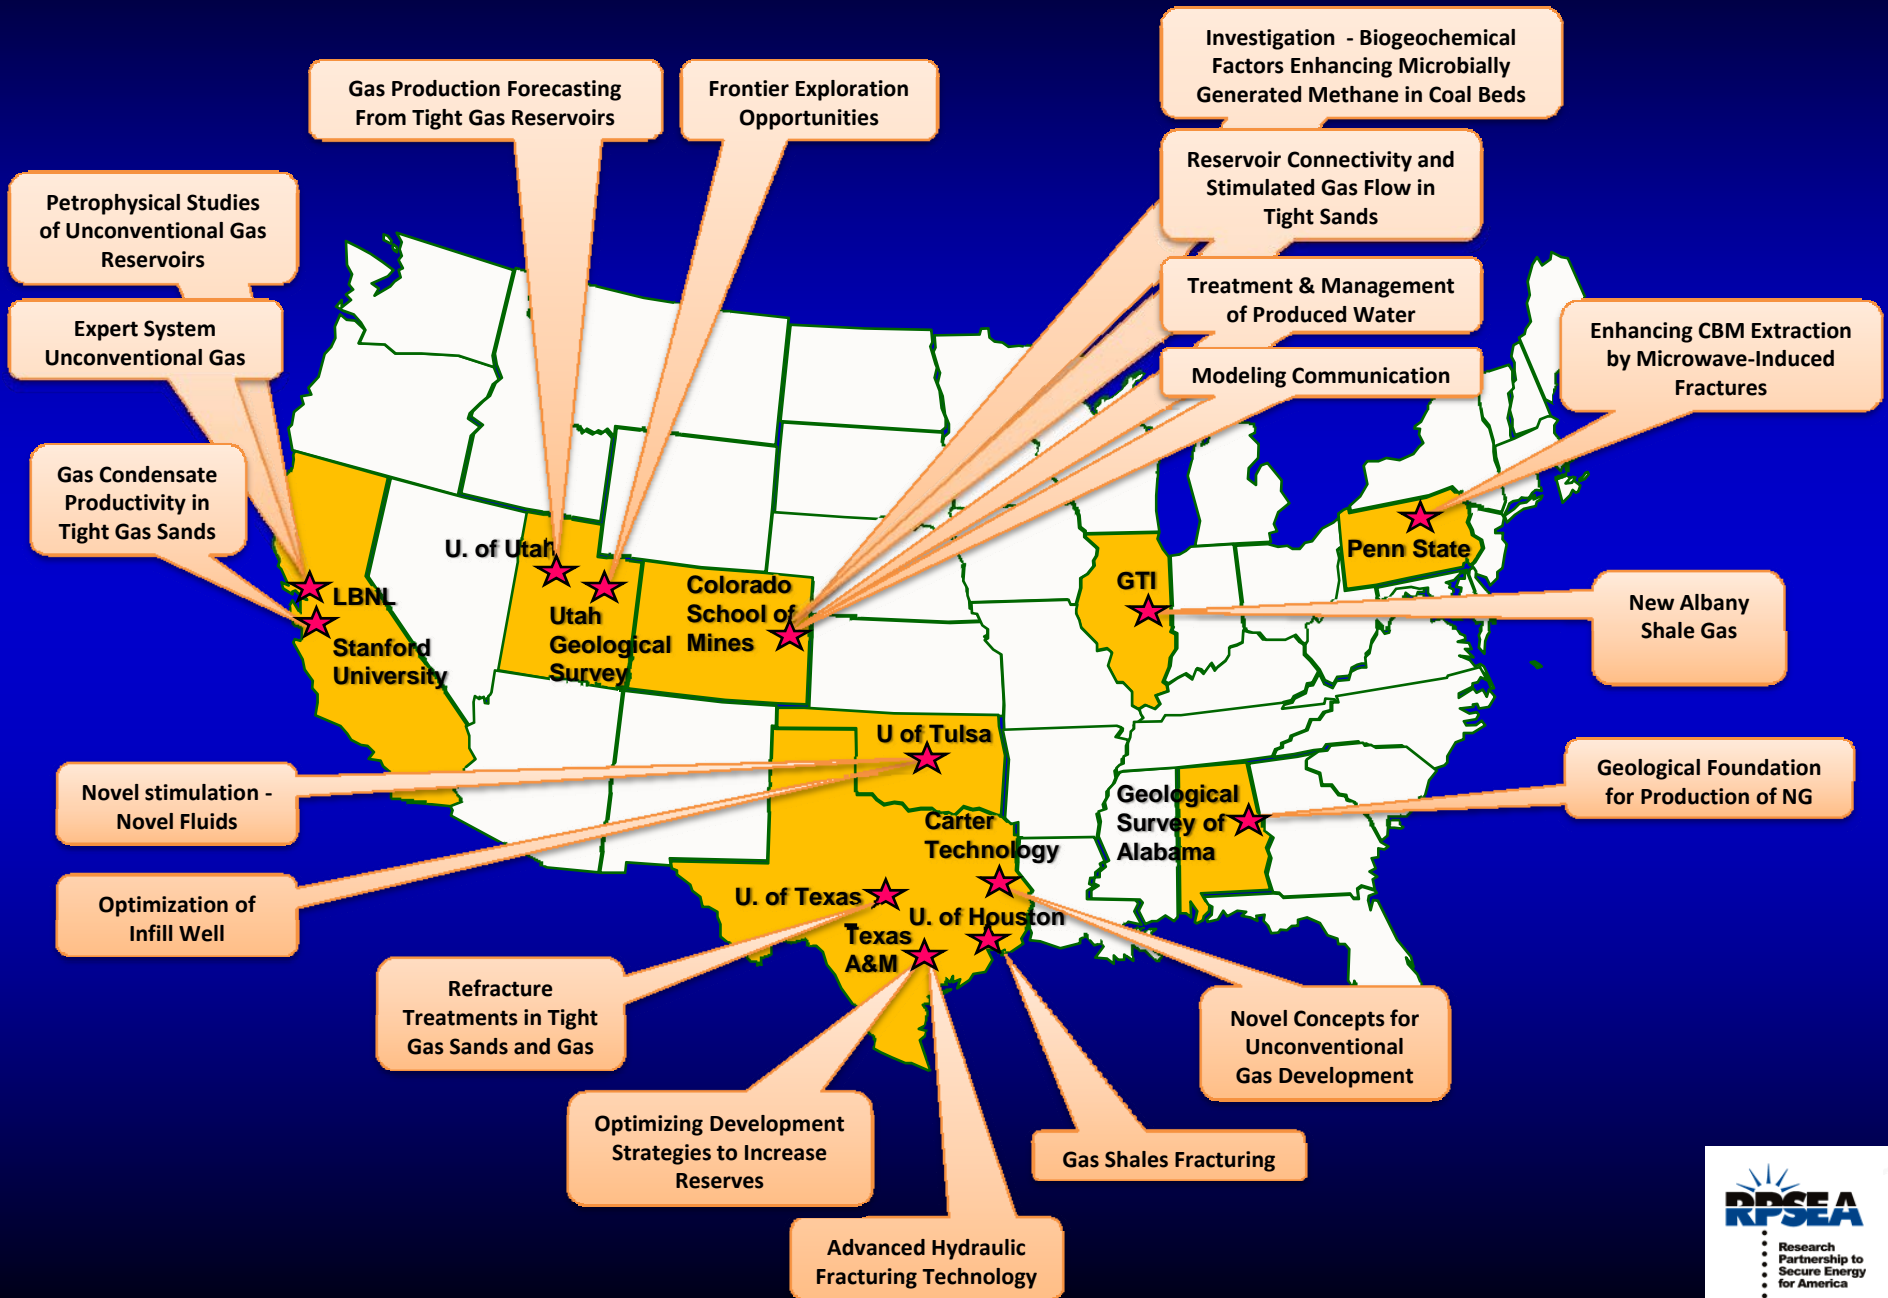 Investigation - Biogeochemical
Factors Enhancing Microbially
Generated Methane in Coal Beds
Gas Production Forecasting
From Tight Gas Reservoirs
Frontier Exploration
Opportunities
Reservoir Connectivity and
Stimulated Gas Flow in
Tight Sands
Petrophysical Studies
of Unconventional Gas
Reservoirs
Treatment & Management
of Produced Water
Expert System
Unconventional Gas
Enhancing CBM Extraction
by Microwave-Induced
Fractures
Modeling Communication
Gas Condensate
Productivity in
Tight Gas Sands
U. of Utah
Penn State
LBNL
Stanford
University
Utah
Geological
Survey
Colorado
School of
Mines
GTI
New Albany
Shale Gas
U of Tulsa
Novel stimulation -
Novel Fluids
Geological
Survey of
Alabama
Geological Foundation
for Production of NG
Carter
Technology
Optimization of
Infill Well
U. of Texas
U. of Houston
Texas
A&M
Refracture
Treatments in Tight
Gas Sands and Gas
Novel Concepts for
Unconventional
Gas Development
Optimizing Development
Strategies to Increase
Reserves
Gas Shales Fracturing
Advanced Hydraulic
Fracturing Technology
RPSEA
Research
Partnership to
Secure Energy
for America